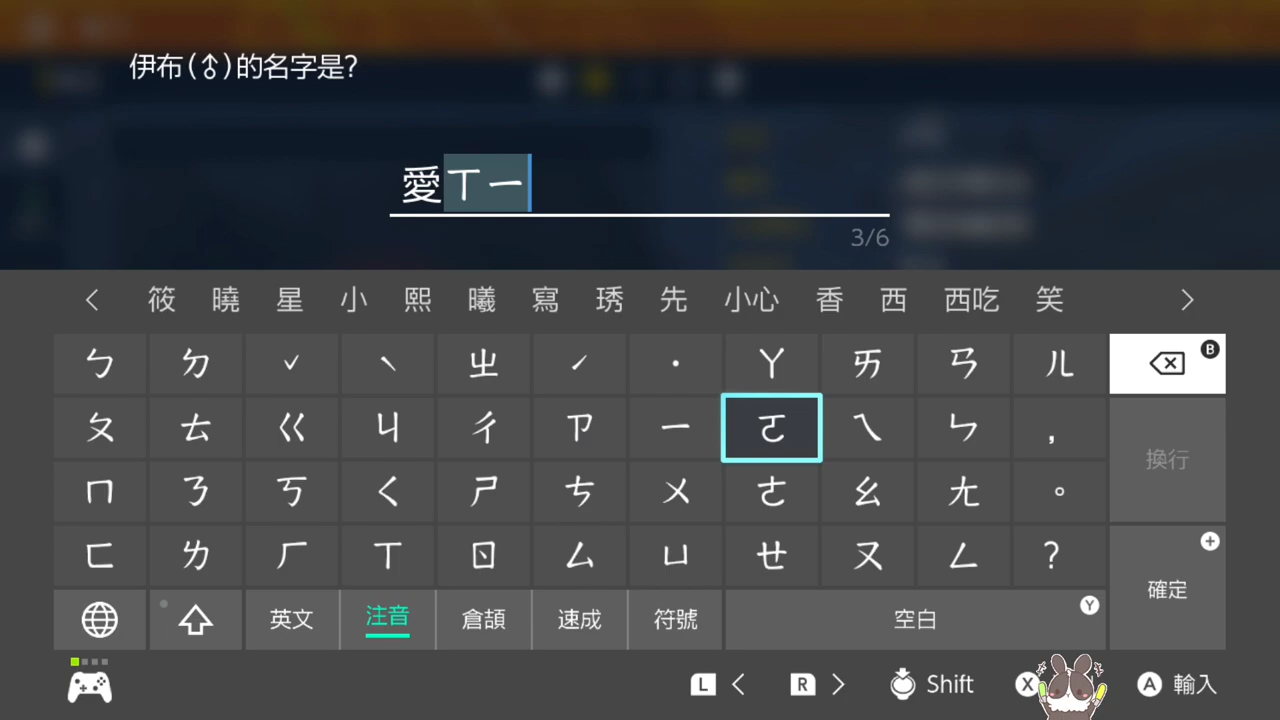 伊布(♂)的名字是?
愛ㄒㄧ
3/6
筱 曉 星 小 熙 曦 寫 琇 先 小心 香 西 西吃 笑
ㄅ ㄉ ˇ ˋ ㄓ ˊ ˙ ㄚ ㄞ ㄢ ㄦ B
ㄆ ㄊ ㄍ ㄐ ㄔ ㄗ ㄧ ㄛ ㄟ ㄣ , 換行
ㄇ ㄋ ㄎ ㄑ ㄕ ㄘ ㄨ ㄜ ㄠ ㄤ 。
ㄈ ㄌ ㄏ ㄒ ㄖ ㄙ ㄩ ㄝ ㄡ ㄥ ? 確定
英文 注音 倉頡 速成 符號 空白 Y
L R Shift X A 輸入